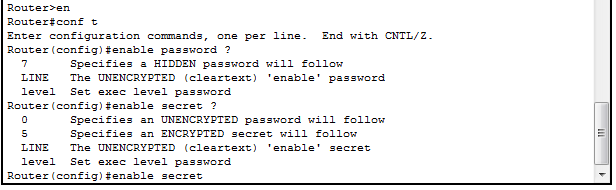 Router>en
Router#conf t
Enter configuration commands, one per line.  End with CNTL/Z.
Router(config)#enable password ?
  7      Specifies a HIDDEN password will follow
  LINE   The UNENCRYPTED (cleartext) 'enable' password
  level  Set exec level password
Router(config)#enable secret ?
  0      Specifies an UNENCRYPTED password will follow
  5      Specifies an ENCRYPTED secret will follow
  LINE   The UNENCRYPTED (cleartext) 'enable' secret
  level  Set exec level password
Router(config)#enable secret